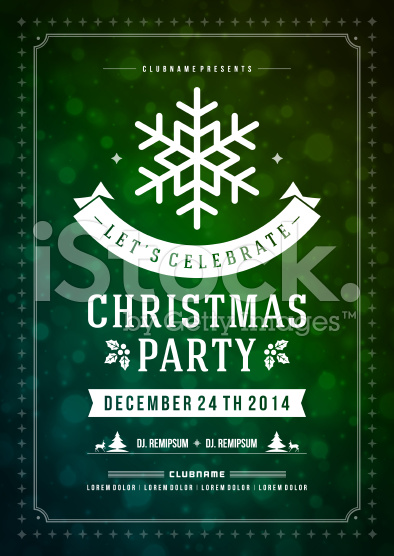 CLUBNAME PRESENTS
LET'S CELEBRATE
iStock.
by Getty Images™
CHRISTMAS
PARTY
DECEMBER 24 TH 2014
DJ. REMIPSUM + DJ. REMIPSUM
CLUBNAME
LOREM DOLOR | LOREM DOLOR | LOREM DOLOR | LOREM DOLOR